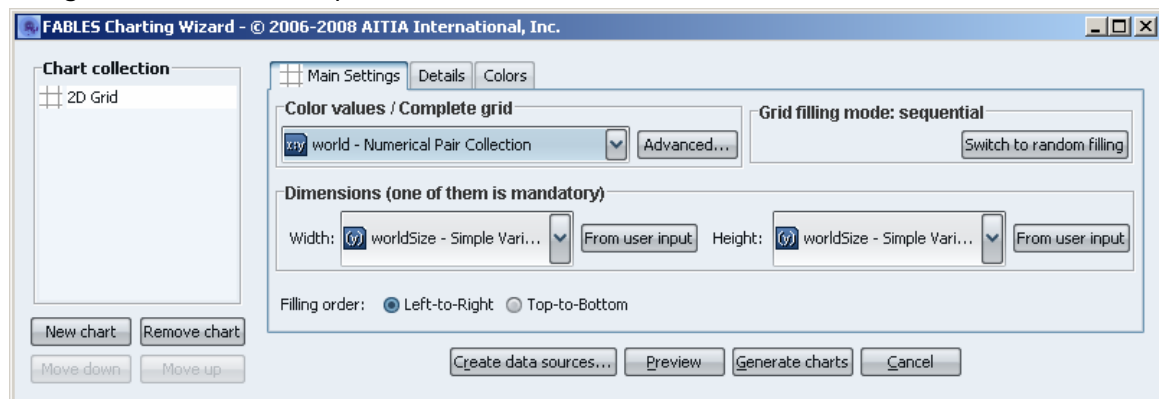 FABLES Charting Wizard - © 2006-2008 AITIA International, Inc.
Chart collection
2D Grid
Main Settings Details Colors
Color values / Complete grid
x:y world - Numerical Pair Collection Advanced...
Grid filling mode: sequential
Switch to random filling
Dimensions (one of them is mandatory)
Width: (y) worldSize - Simple Vari... From user input Height: (y) worldSize - Simple Vari... From user input
Filling order: Left-to-Right Top-to-Bottom
New chart Remove chart
Move down Move up
Create data sources... Preview Generate charts Cancel